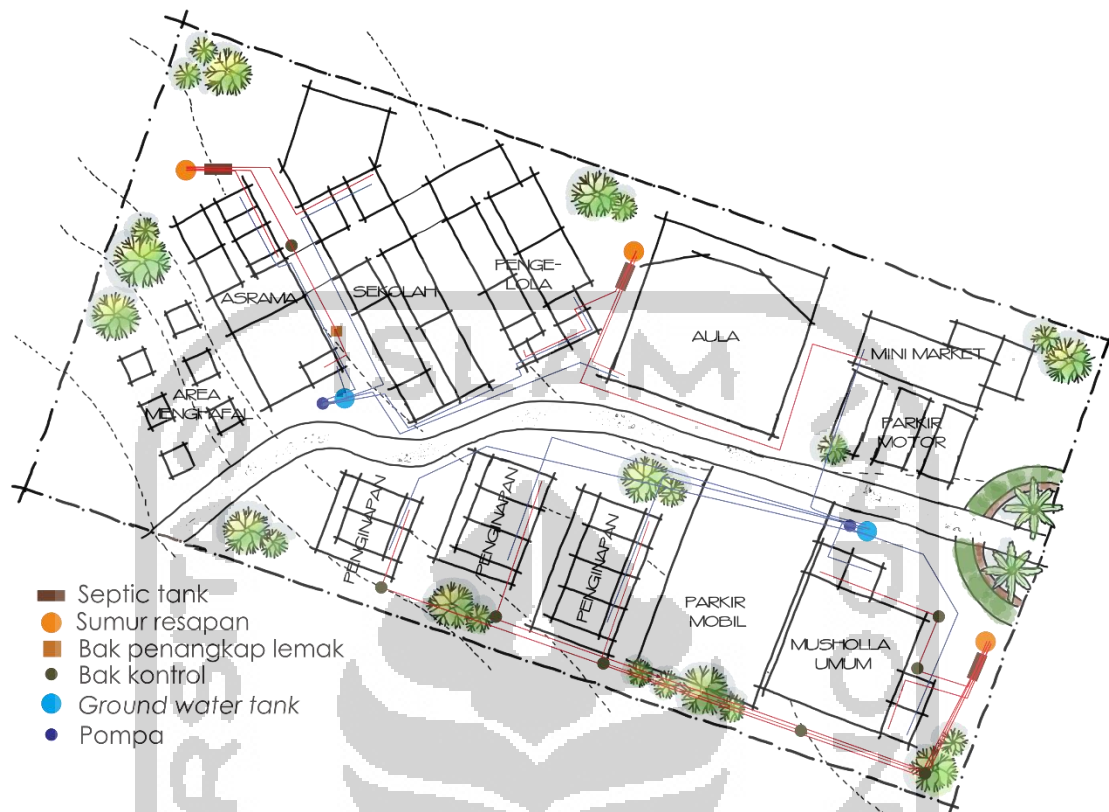 ASRAMA
SEKOLAH
PENGE-
LOLA
AULA
MINI MARKET
PARKIR
MOTOR
AREA
MENGHAFAL
PENGINAPAN
PENGINAPAN
PENGINAPAN
PARKIR
MOBIL
MUSHOLLA
UMUM
Septic tank
Sumur resapan
Bak penangkap lemak
Bak kontrol
Ground water tank
Pompa
ISLAM